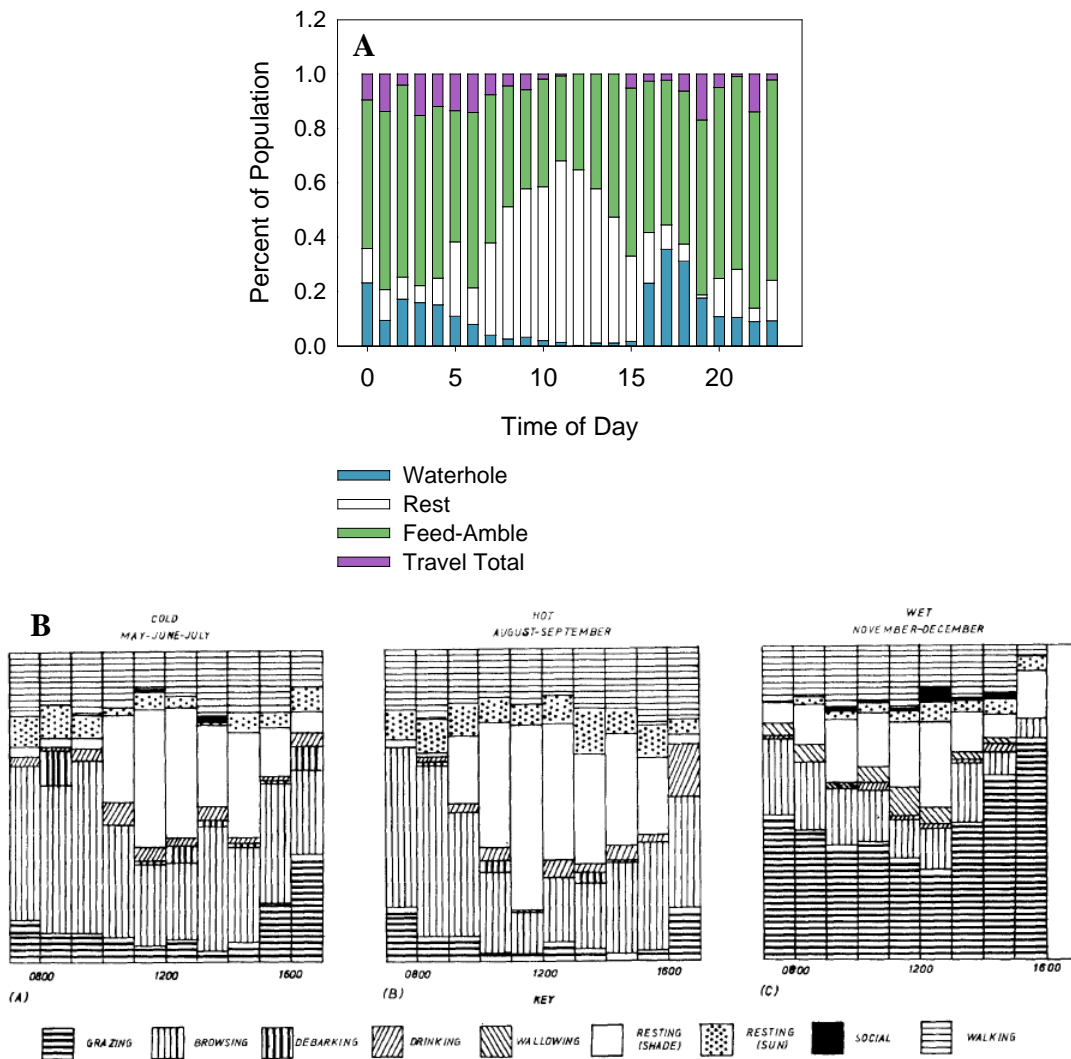 A
1.2
1.0
0.8
0.6
0.4
0.2
0.0
Percent of Population
0 5 10 15 20
Time of Day
Waterhole
Rest
Feed-Amble
Travel Total
B
COLD
MAY-JUNE-JULY
HOT
AUGUST-SEPTEMBER
WET
NOVEMBER-DECEMBER
0800 1200 1600
0800 1200 1600
0800 1200 1600
(A) (B) KEY (C)
GRAZING BROWSING DEBARKING DRINKING WALLOWING RESTING (SHADE) RESTING (SUN) SOCIAL WALKING